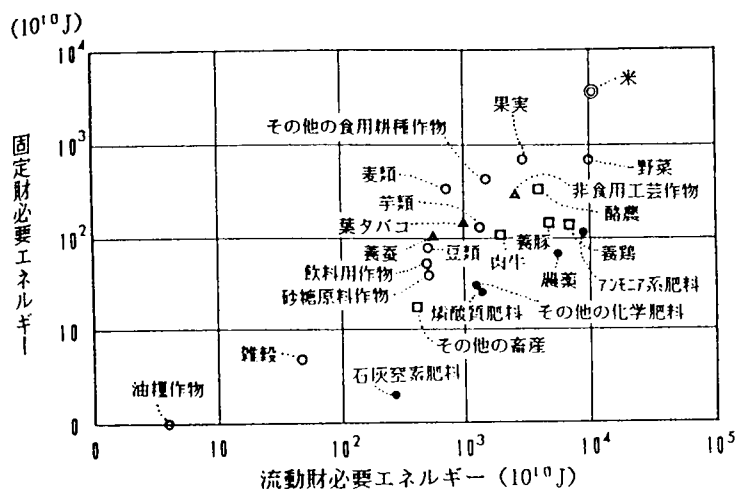 (10¹⁰J)
10⁴
10³
10²
10
0
固定財必要エネルギー
米
果実
その他の食用耕種作物
野菜
麦類
非食用工芸作物
芋類
酪農
葉タバコ
養蚕
豆類
肉牛
養豚
養鶏
飲料用作物
農薬
アンモニア系肥料
砂糖原料作物
燐酸質肥料
その他の化学肥料
その他の畜産
雑穀
石灰窒素肥料
油糧作物
0
10
10²
10³
10⁴
10⁵
流動財必要エネルギー (10¹⁰J)